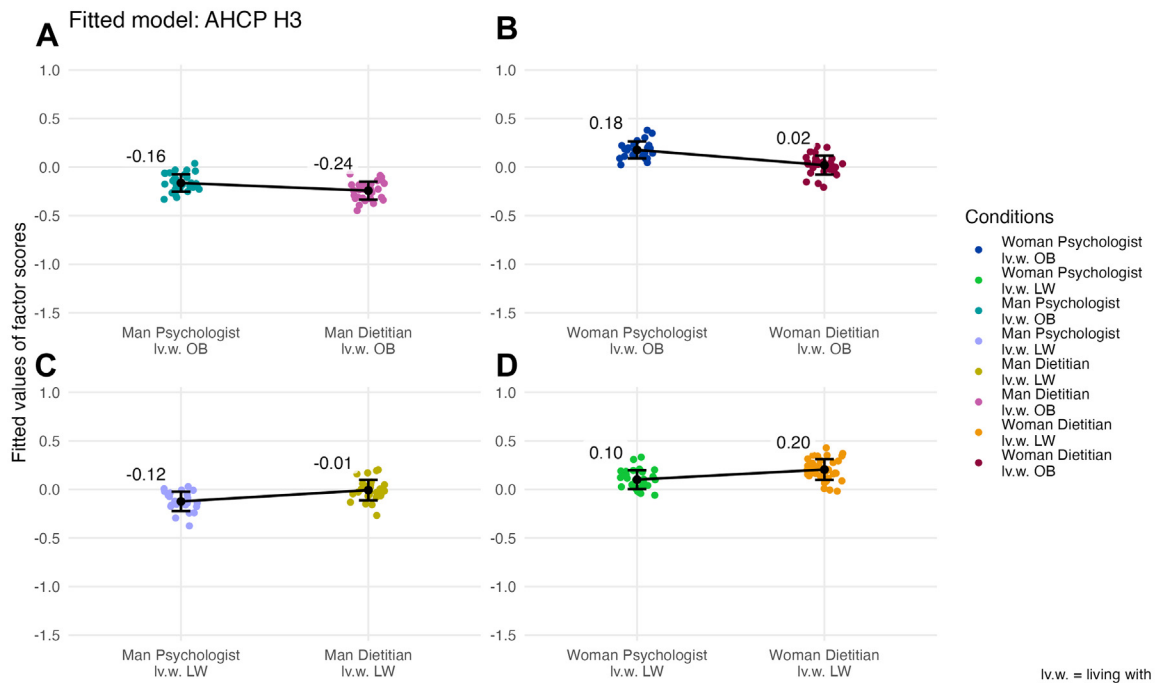 Fitted model: AHCP H3
A
B
1.0
0.5
0.0
-0.5
-1.0
-1.5
-0.16
-0.24
Man Psychologist
lv.w. OB
Man Dietitian
lv.w. OB
1.0
0.5
0.0
-0.5
-1.0
-1.5
0.18
0.02
Woman Psychologist
lv.w. OB
Woman Dietitian
lv.w. OB
Fitted values of factor scores
C
D
1.0
0.5
0.0
-0.5
-1.0
-1.5
-0.12
-0.01
Man Psychologist
lv.w. LW
Man Dietitian
lv.w. LW
1.0
0.5
0.0
-0.5
-1.0
-1.5
0.10
0.20
Woman Psychologist
lv.w. LW
Woman Dietitian
lv.w. LW
Conditions
Woman Psychologist
lv.w. OB
Woman Psychologist
lv.w. LW
Man Psychologist
lv.w. OB
Man Psychologist
lv.w. LW
Man Dietitian
lv.w. LW
Man Dietitian
lv.w. OB
Woman Dietitian
lv.w. LW
Woman Dietitian
lv.w. OB
lv.w. = living with